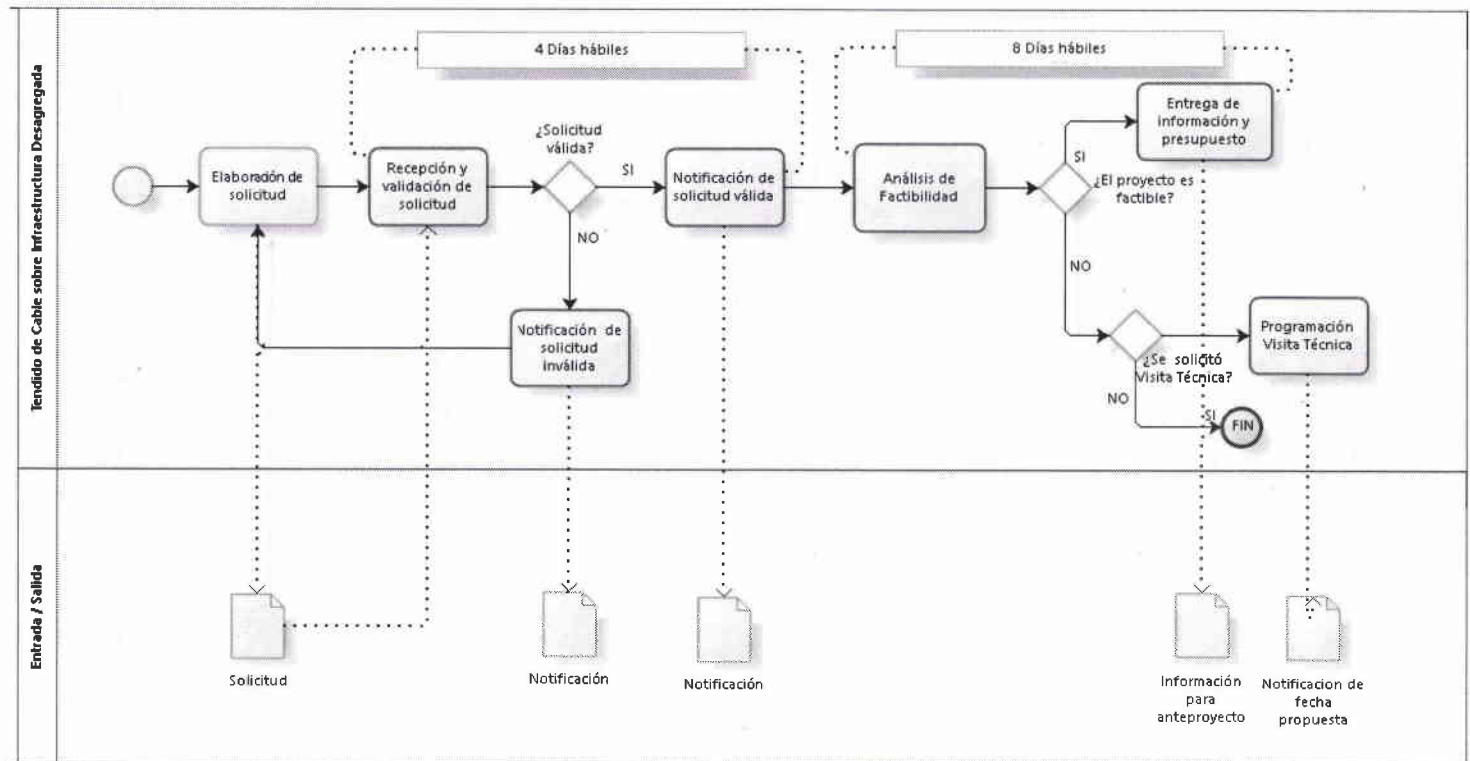 Tendido de Cable sobre Infraestructura Desagregada
4 Días hábiles
8 Días hábiles
Elaboración de
solicitud
Recepción y
validación de
solicitud
¿Solicitud
válida?
SI
NO
Notificación de
solicitud válida
Notificación de
solicitud
inválida
Análisis de
Factibilidad
SI
¿El proyecto es
factible?
NO
Entrega de
información y
presupuesto
¿Se solicitó
Visita Técnica?
NO
SI
FIN
Programación
Visita Técnica
Entrada / Salida
Solicitud
Notificación
Notificación
Información
para
anteproyecto
Notificacion de
fecha
propuesta